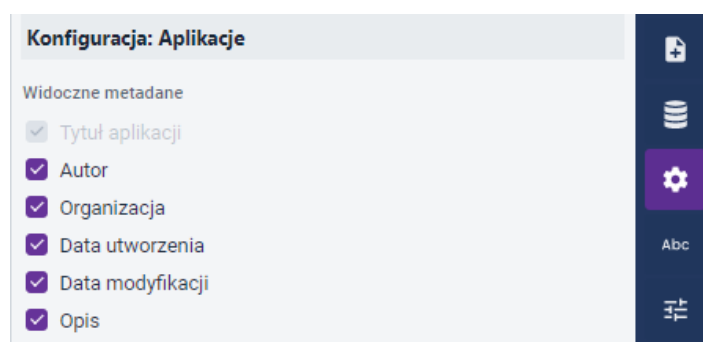 Konfiguracja: Aplikacje
Widoczne metadane
Tytuł aplikacji
Autor
Organizacja
Data utworzenia
Abc
Data modyfikacji
Opis